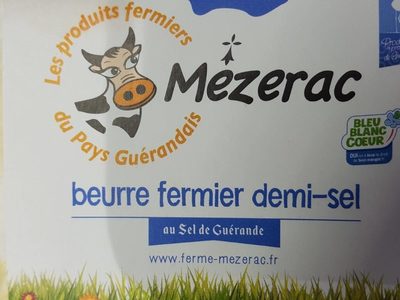 Les produits fermiers
du Pays Guérandais
Mézerac
BLEU
BLANC
COEUR
beurre fermier demi-sel
au Sel de Guérande
www.ferme-mezerac.fr